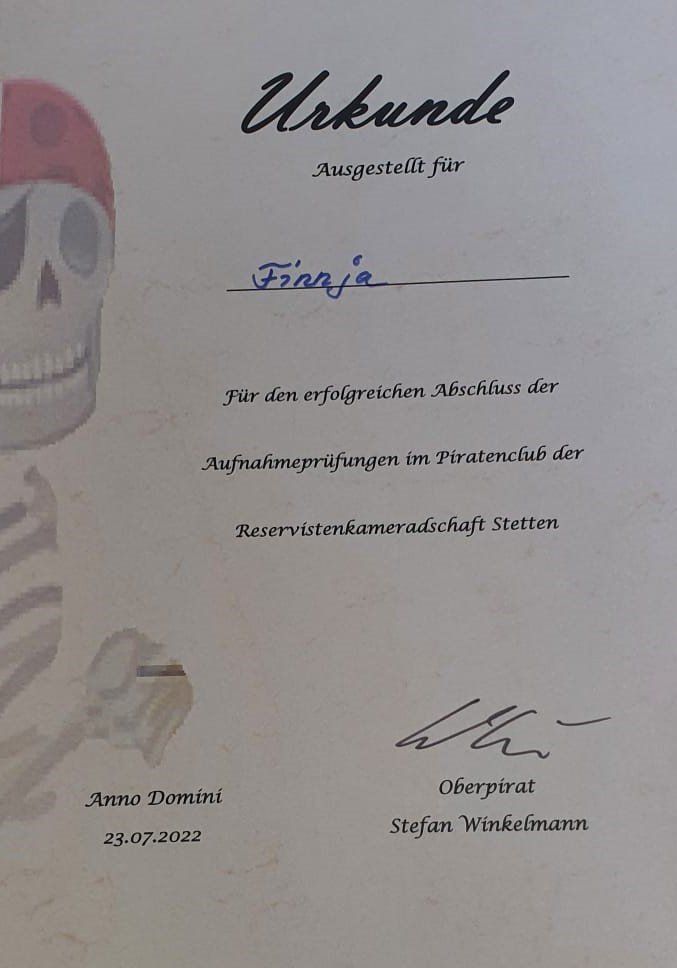 Urkunde
Ausgestellt für
Finnja
Für den erfolgreichen Abschluss der
Aufnahmeprüfungen im Piratenclub der
Reservistenkameradschaft Stetten
Oberpirat
Anno Domini
Stefan Winkelmann
23.07.2022